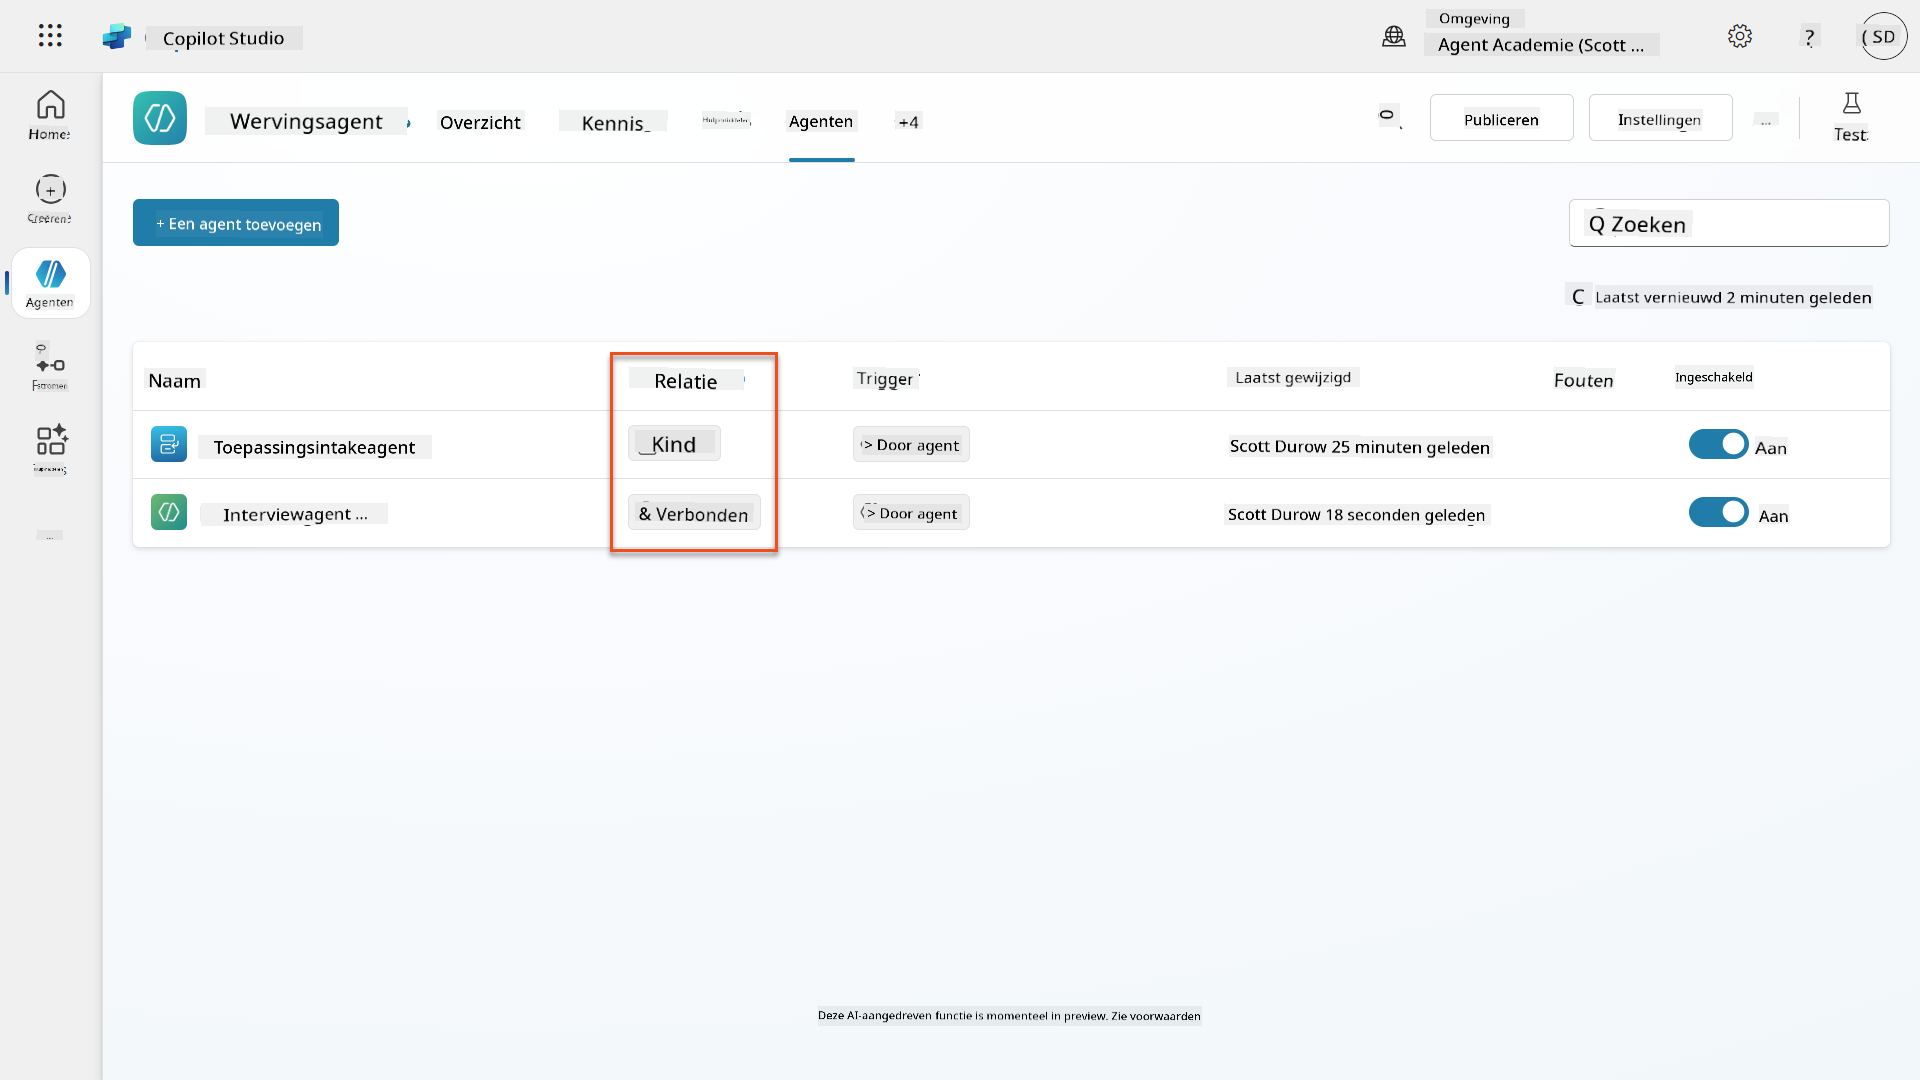 Copilot Studio
Omgeving
Agent Academie (Scott ...
?
SD
Home
Creëren
Agenten
...
Wervingsagent
Overzicht
Kennis
Hulpmiddelen
Agenten
+4
Publiceren
Instellingen
...
Test
+ Een agent toevoegen
Q Zoeken
C Laatst vernieuwd 2 minuten geleden
Naam
Relatie
Trigger
Laatst gewijzigd
Fouten
Ingeschakeld
Toepassingsintakeagent
Kind
> Door agent
Scott Durow 25 minuten geleden
Aan
Interviewagent ...
& Verbonden
> Door agent
Scott Durow 18 seconden geleden
Aan
Deze AI-aangedreven functie is momenteel in preview. Zie voorwaarden